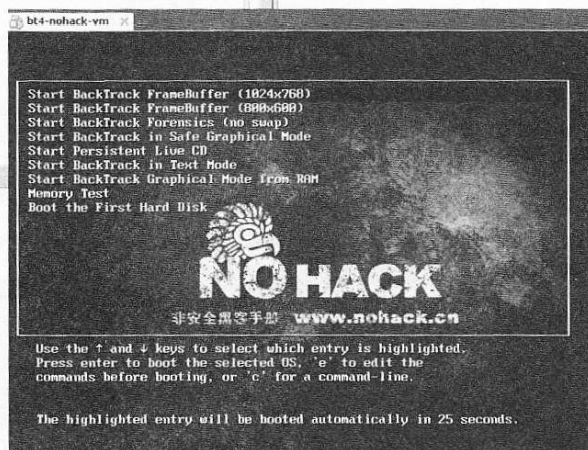 bt4-nohack-vm
Start BackTrack FrameBuffer (1024x768)
Start BackTrack FrameBuffer (800x600)
Start BackTrack Forensics (no swap)
Start BackTrack in Safe Graphical Mode
Start Persistent Live CD
Start BackTrack in Text Mode
Start BackTrack Graphical Mode from RAM
Memory Test
Boot the First Hard Disk
NO HACK
非安全黑客手册 www.nohack.cn
Use the ↑ and ↓ keys to select which entry is highlighted.
Press enter to boot the selected OS, 'e' to edit the
commands before booting, or 'c' for a command-line.
The highlighted entry will be booted automatically in 25 seconds.